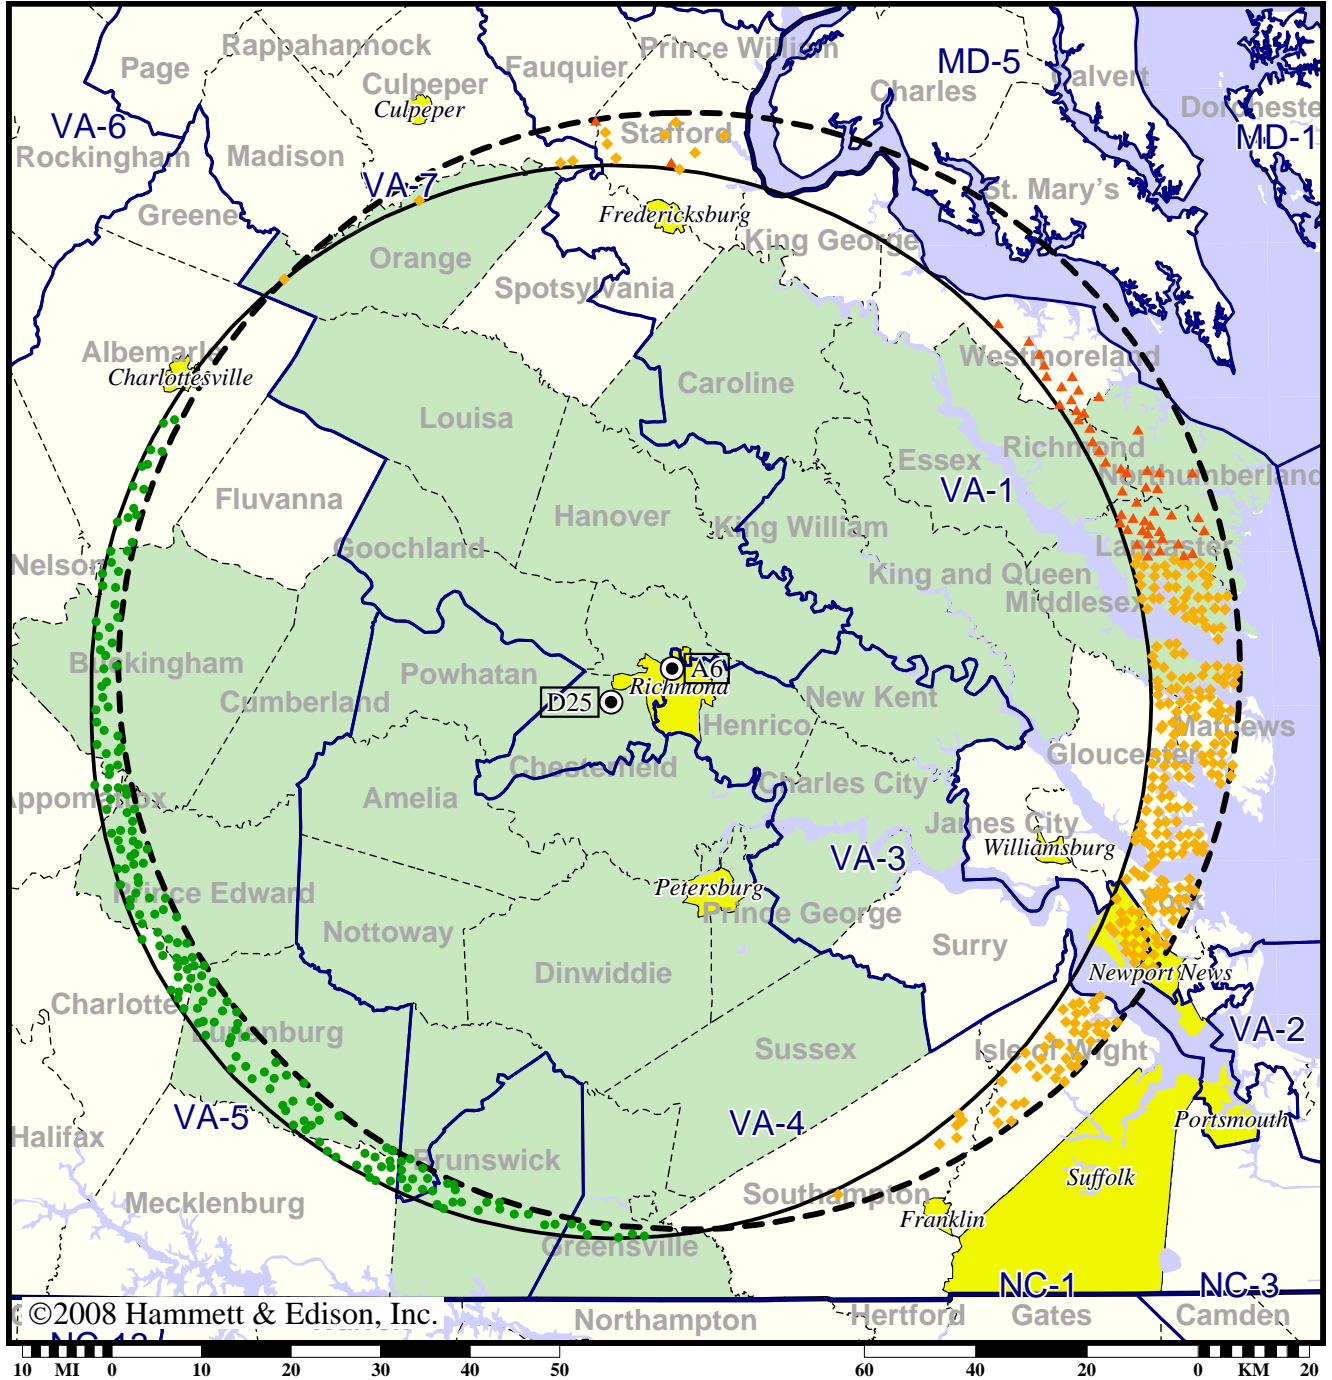 Rappahannock
Prince William
Page
Fauquier
MD-5
Culpeper
Calvert
Culpeper
Charles
Dorcheste
VA-6
Stafford
MD-1
Rockingham
Madison
VA-7
St. Mary's
Greene
Fredericksburg
King George
Orange
Spotsylvania
Albemarle
Westmoreland
Charlottesville
Caroline
Louisa
Richmond
Essex
Northumberland
VA-1
Fluvanna
Hanover
King William
Goochland
Lancaster
Nelson
King and Queen
Middlesex
Buckingham
Powhatan
A6
Richmond
Cumberland
D25
New Kent
Henrico
Mathews
Gloucester
Chesterfield
Charles City
Appomattox
Amelia
James City
Williamsburg
VA-3
Petersburg
Prince Edward
York
Prince George
Nottoway
Surry
Dinwiddie
Newport News
Charlotte
Lunenburg
VA-2
Sussex
Isle of Wight
VA-5
VA-4
Portsmouth
Halifax
Brunswick
Suffolk
Mecklenburg
Southampton
Franklin
Greensville
NC-1
NC-3
©2008 Hammett & Edison, Inc.
Northampton
Hertford
Gates
Camden
10 MI 0 10 20 30 40 50
60 40 20 0 KM 20